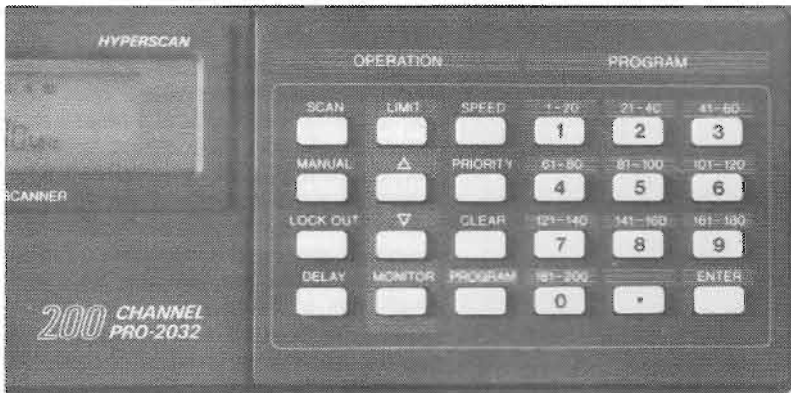 HYPERSCAN
OPERATION PROGRAM
SCAN LIMIT SPEED 1-20 21-40 41-60
1 2 3
MANUAL △ PRIORITY 61-80 81-100 101-120
4 5 6
SCANNER
LOCK OUT ▽ CLEAR 121-140 141-160 161-180
7 8 9
DELAY MONITOR PROGRAM 181-200 ENTER
0 .
200 CHANNEL
PRO-2032